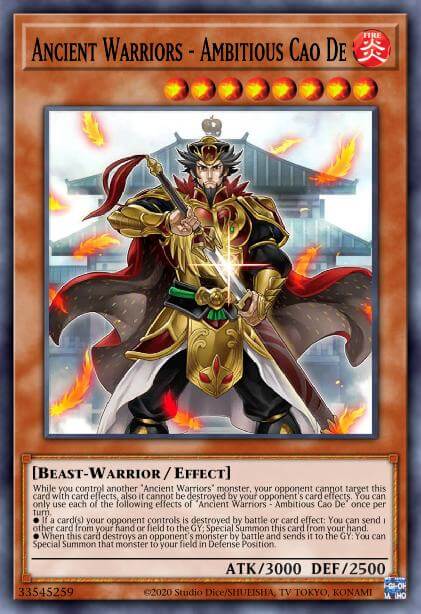 ANCIENT WARRIORS - AMBITIOUS CAO DE
FIRE
炎
[BEAST-WARRIOR / EFFECT]
While you control another "Ancient Warriors" monster, your opponent cannot target this
card with card effects, also it cannot be destroyed by your opponent's card effects. You can
only use each of the following effects of "Ancient Warriors - Ambitious Cao De" once per
turn.
● If a card(s) your opponent controls is destroyed by battle or card effect: You can send 1
other card from your hand or field to the GY; Special Summon this card from your hand.
● When this card destroys an opponent's monster by battle and sends it to the GY: You can
Special Summon that monster to your field in Defense Position.
ATK/3000 DEF/2500
33545259
©2020 Studio Dice/SHUEISHA, TV TOKYO, KONAMI